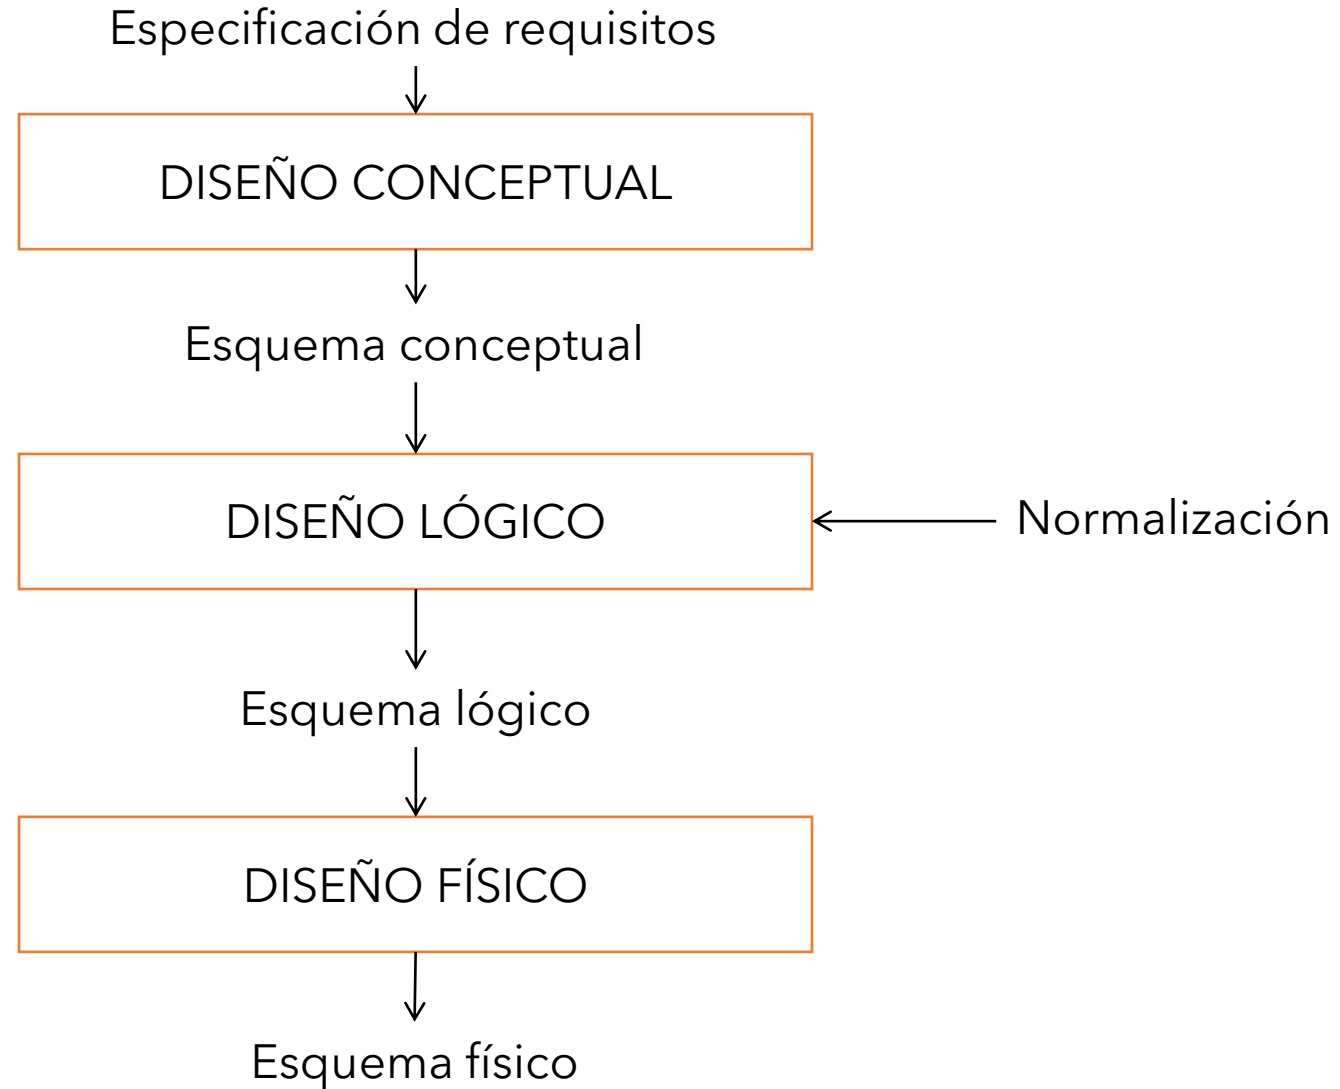 Especificación de requisitos
DISEÑO CONCEPTUAL
Esquema conceptual
DISEÑO LÓGICO
Normalización
Esquema lógico
DISEÑO FÍSICO
Esquema físico